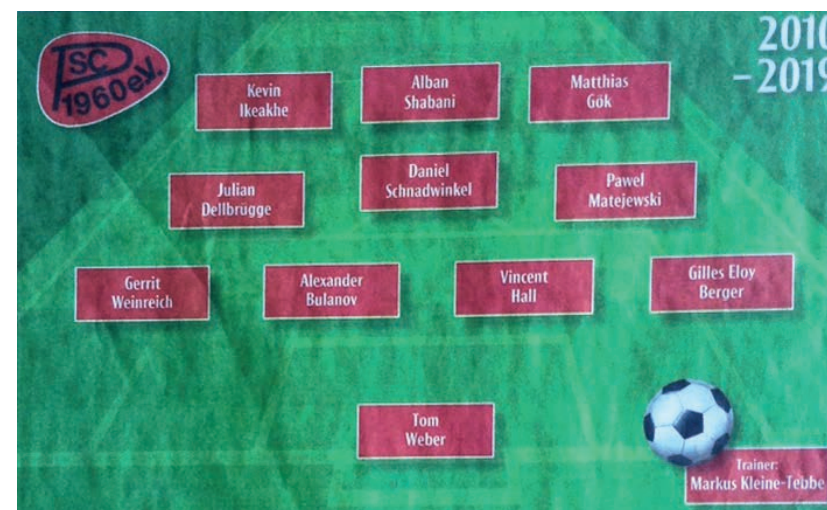 PSC
1960 e.V.
2010
-2019
Kevin
Ikeakhe
Alban
Shabani
Matthias
Gök
Julian
Dellbrügge
Daniel
Schnadwinkel
Pawel
Matejewski
Gerrit
Weinreich
Alexander
Bulanov
Vincent
Hall
Gilles Eloy
Berger
Tom
Weber
Trainer:
Markus Kleine-Tebbe